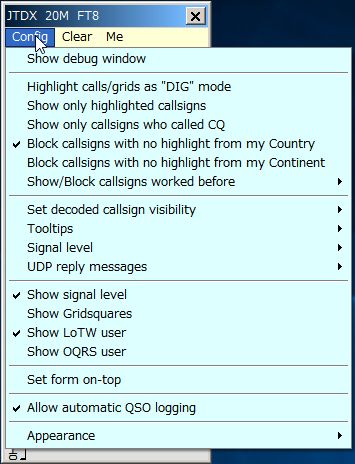 JTDX 20M FT8
Config Clear Me
Show debug window
Highlight calls/grids as "DIG" mode
Show only highlighted callsigns
Show only callsigns who called CQ
Block callsigns with no highlight from my Country
Block callsigns with no highlight from my Continent
Show/Block callsigns worked before
Set decoded callsign visibility
Tooltips
Signal level
UDP reply messages
Show signal level
Show Gridsquares
Show LoTW user
Show OQRS user
Set form on-top
Allow automatic QSO logging
Appearance